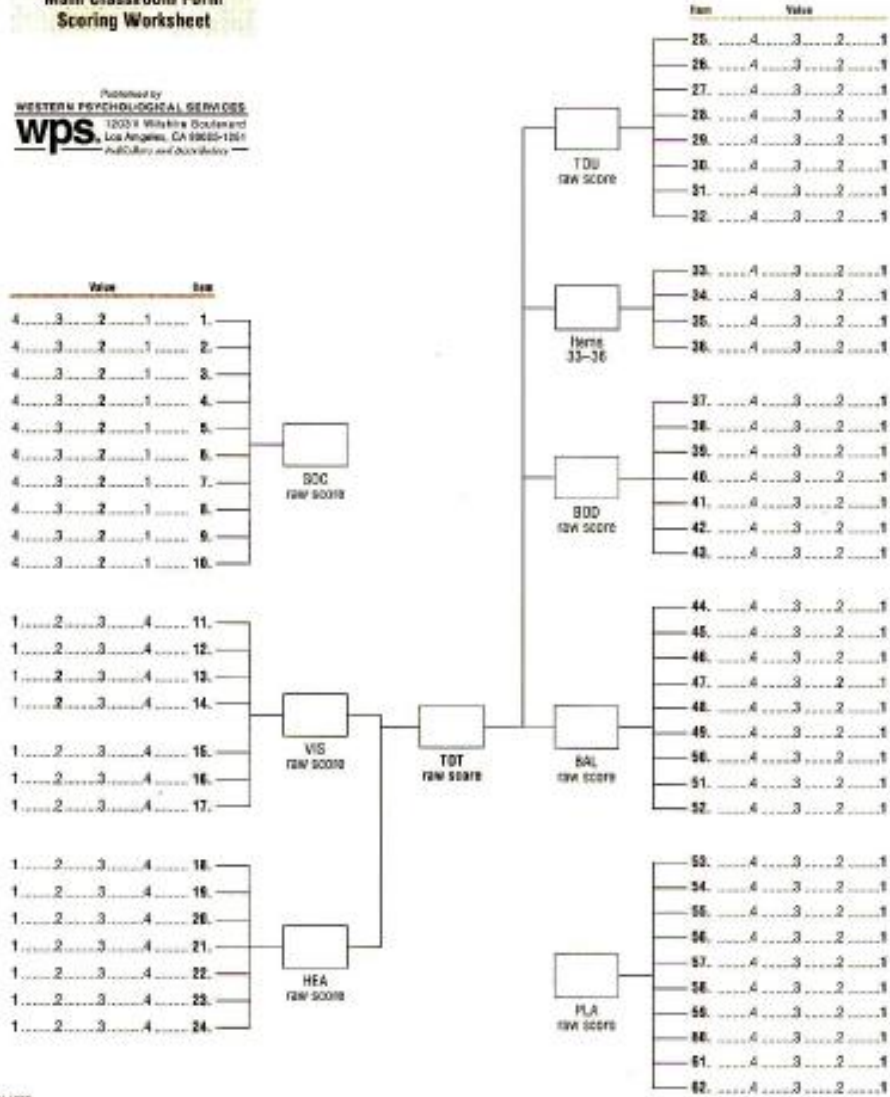 Main Classroom Form
Scoring Worksheet
Published by
WESTERN PSYCHOLOGICAL SERVICES
wps. 12031 Wilshire Boulevard
Los Angeles, CA 90025-1251
Publishers and Distributors
Value Item
4 3 2 1 1.
4 3 2 1 2.
4 3 2 1 3.
4 3 2 1 4.
4 3 2 1 5.
4 3 2 1 6.
4 3 2 1 7.
4 3 2 1 8.
4 3 2 1 9.
4 3 2 1 10.
SOC
raw score
1 2 3 4 11.
1 2 3 4 12.
1 2 3 4 13.
1 2 3 4 14.
1 2 3 4 15.
1 2 3 4 16.
1 2 3 4 17.
VIS
raw score
1 2 3 4 18.
1 2 3 4 19.
1 2 3 4 20.
1 2 3 4 21.
1 2 3 4 22.
1 2 3 4 23.
1 2 3 4 24.
HEA
raw score
TOT
raw score
Item Value
25. 4 3 2 1
26. 4 3 2 1
27. 4 3 2 1
28. 4 3 2 1
29. 4 3 2 1
30. 4 3 2 1
31. 4 3 2 1
32. 4 3 2 1
TOU
raw score
33. 4 3 2 1
34. 4 3 2 1
35. 4 3 2 1
36. 4 3 2 1
Items
33–36
37. 4 3 2 1
38. 4 3 2 1
39. 4 3 2 1
40. 4 3 2 1
41. 4 3 2 1
42. 4 3 2 1
43. 4 3 2 1
BOD
raw score
44. 4 3 2 1
45. 4 3 2 1
46. 4 3 2 1
47. 4 3 2 1
48. 4 3 2 1
49. 4 3 2 1
50. 4 3 2 1
51. 4 3 2 1
52. 4 3 2 1
BAL
raw score
53. 4 3 2 1
54. 4 3 2 1
55. 4 3 2 1
56. 4 3 2 1
57. 4 3 2 1
58. 4 3 2 1
59. 4 3 2 1
60. 4 3 2 1
61. 4 3 2 1
62. 4 3 2 1
PLA
raw score